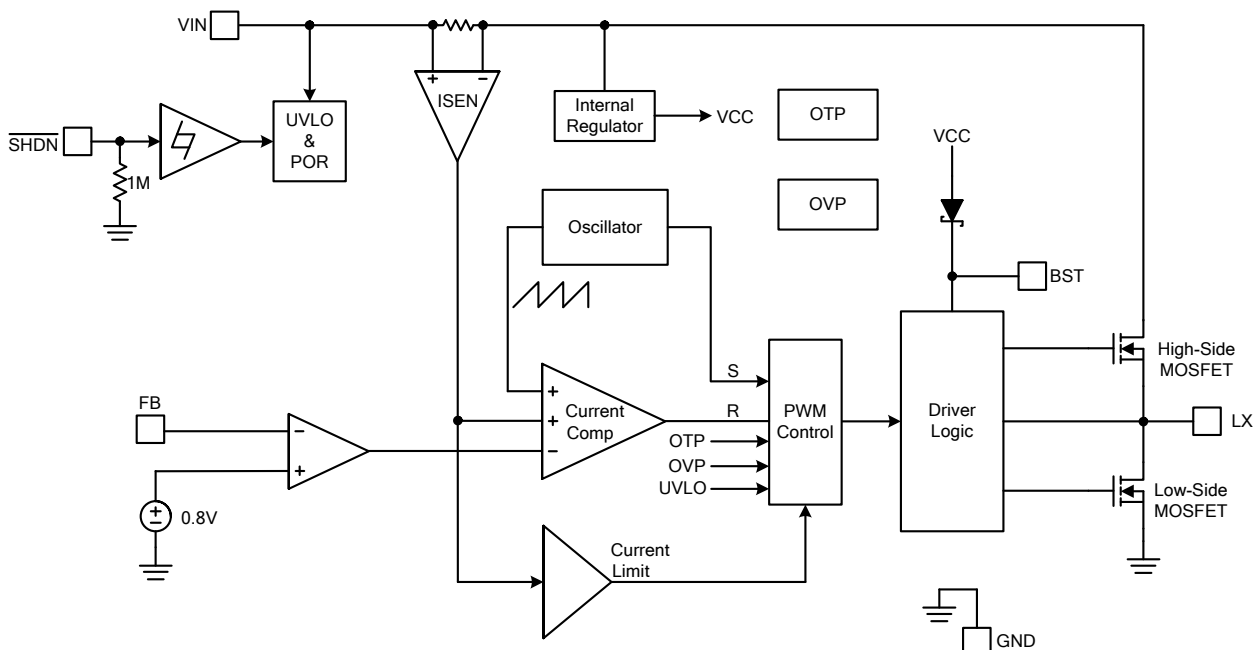 VIN
+
−
ISEN
Internal
Regulator
VCC
OTP
SHDN
UVLO
&
POR
1M
VCC
OVP
Oscillator
BST
High-Side
MOSFET
S
+
FB
−
+
Current
Comp
−
R
PWM
Control
Driver
Logic
LX
OTP
+
OVP
UVLO
Low-Side
MOSFET
+
−
0.8V
Current
Limit
GND